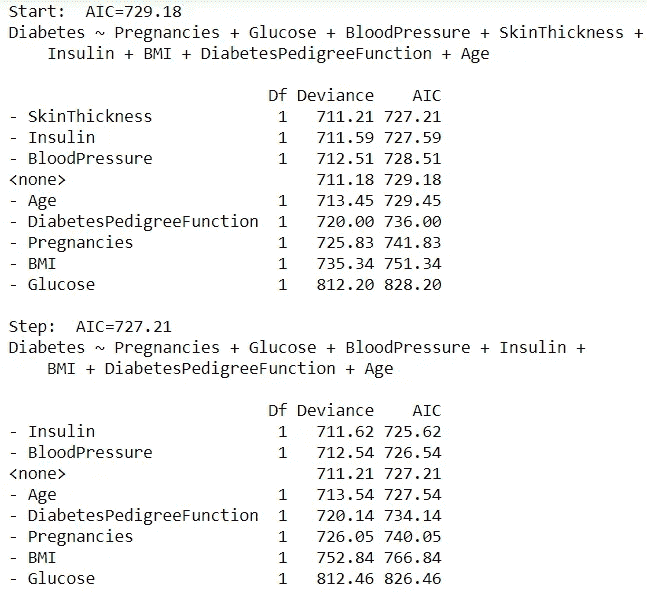 Start:  AIC=729.18
Diabetes ~ Pregnancies + Glucose + BloodPressure + SkinThickness +
    Insulin + BMI + DiabetesPedigreeFunction + Age

                           Df Deviance    AIC
- SkinThickness             1   711.21 727.21
- Insulin                   1   711.59 727.59
- BloodPressure             1   712.51 728.51
<none>                          711.18 729.18
- Age                       1   713.45 729.45
- DiabetesPedigreeFunction  1   720.00 736.00
- Pregnancies               1   725.83 741.83
- BMI                       1   735.34 751.34
- Glucose                   1   812.20 828.20

Step:  AIC=727.21
Diabetes ~ Pregnancies + Glucose + BloodPressure + Insulin +
    BMI + DiabetesPedigreeFunction + Age

                           Df Deviance    AIC
- Insulin                   1   711.62 725.62
- BloodPressure             1   712.54 726.54
<none>                          711.21 727.21
- Age                       1   713.54 727.54
- DiabetesPedigreeFunction  1   720.14 734.14
- Pregnancies               1   726.05 740.05
- BMI                       1   752.84 766.84
- Glucose                   1   812.46 826.46